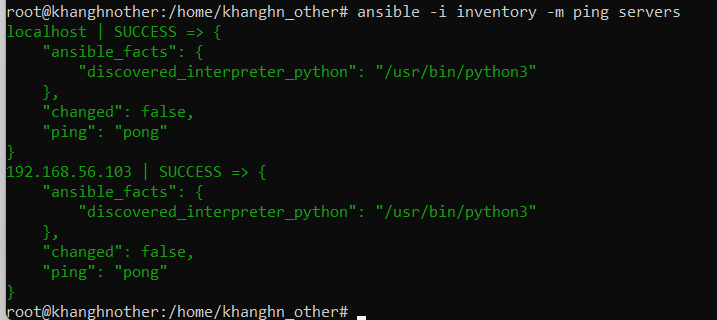 root@khanghnother:/home/khanghn_other# ansible -i inventory -m ping servers
localhost | SUCCESS => {
    "ansible_facts": {
        "discovered_interpreter_python": "/usr/bin/python3"
    },
    "changed": false,
    "ping": "pong"
}
192.168.56.103 | SUCCESS => {
    "ansible_facts": {
        "discovered_interpreter_python": "/usr/bin/python3"
    },
    "changed": false,
    "ping": "pong"
}
root@khanghnother:/home/khanghn_other#